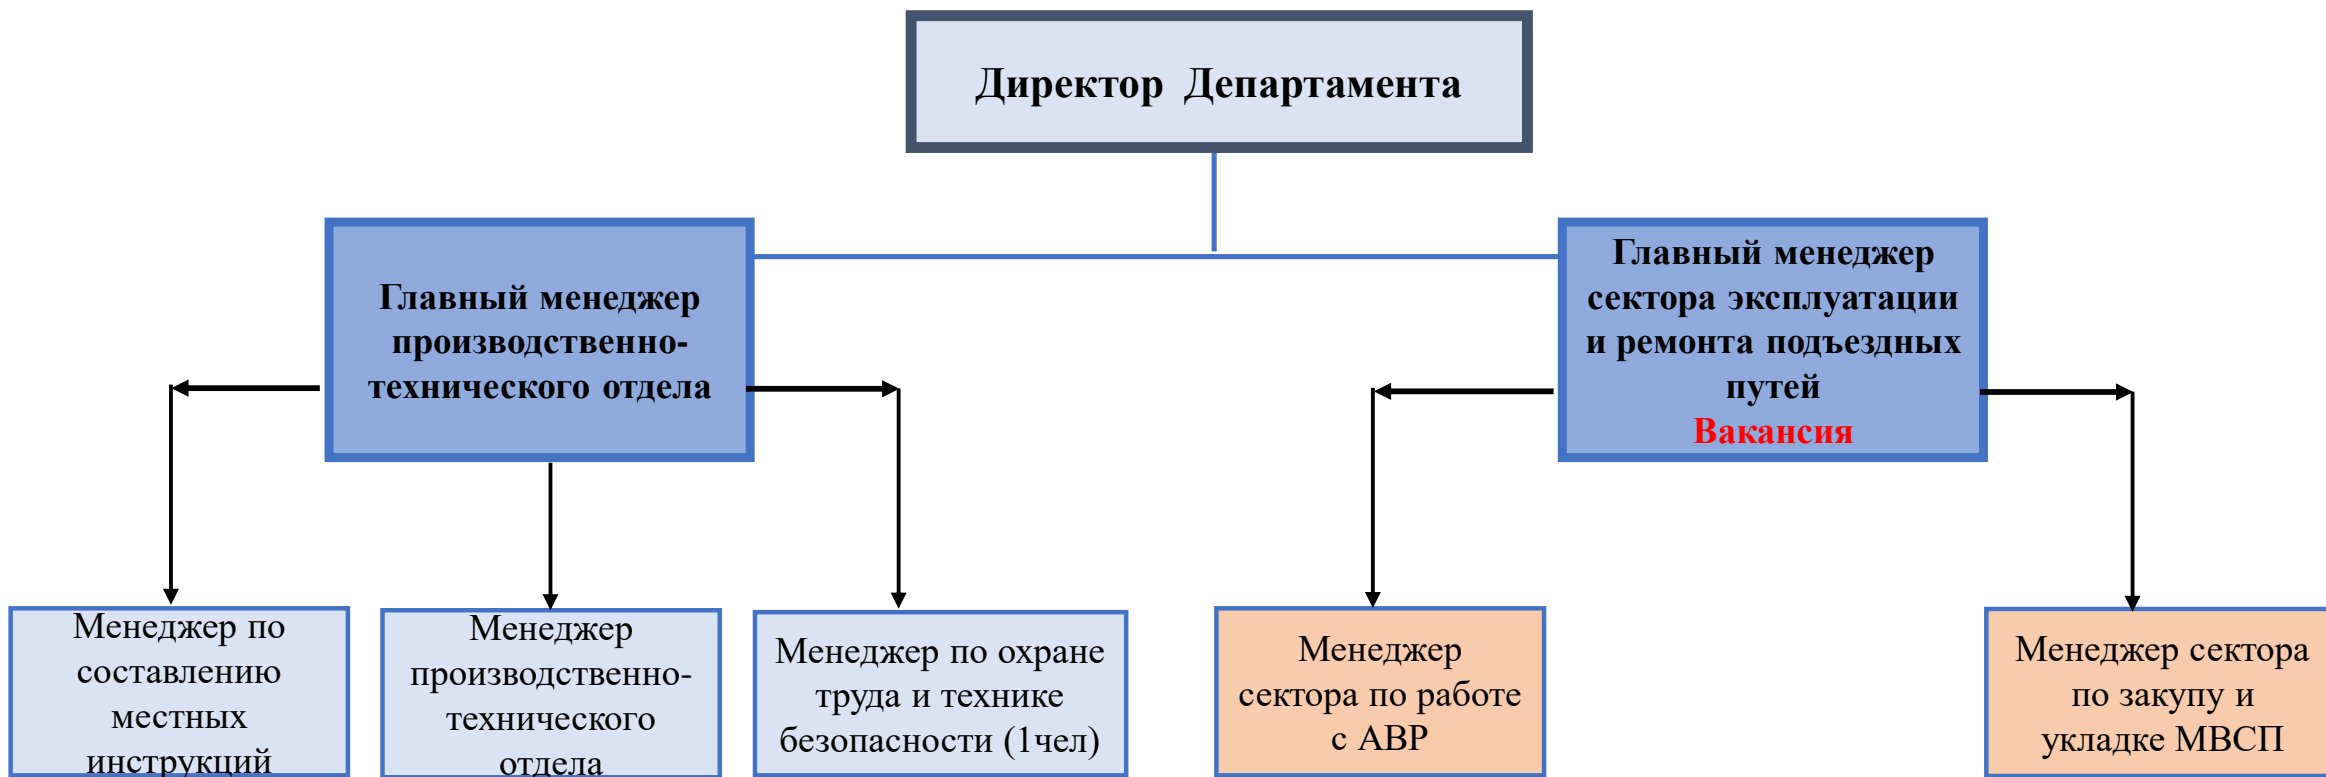 Директор Департамента
Главный менеджер
производственно-
технического отдела
Главный менеджер
сектора эксплуатации
и ремонта подъездных
путей
Вакансия
Менеджер по
составлению
местных
инструкций
Менеджер
производственно-
технического
отдела
Менеджер по охране
труда и технике
безопасности (1чел)
Менеджер
сектора по работе
с АВР
Менеджер сектора
по закупу и
укладке МВСП